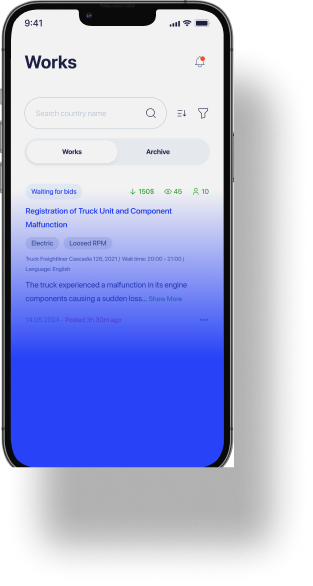 9:41
Works
Search country name
Works Archive
Waiting for bids 150$ 45 10
Registration of Truck Unit and Component
Malfunction
Electric Loosed RPM
Truck Freightliner Cascadia 126, 2021 | Wait time: 20:00 - 21:00 |
Language: English
The truck experienced a malfunction in its engine
components causing a sudden loss... Show More
14.05.2024 - Posted 3h 30m ago